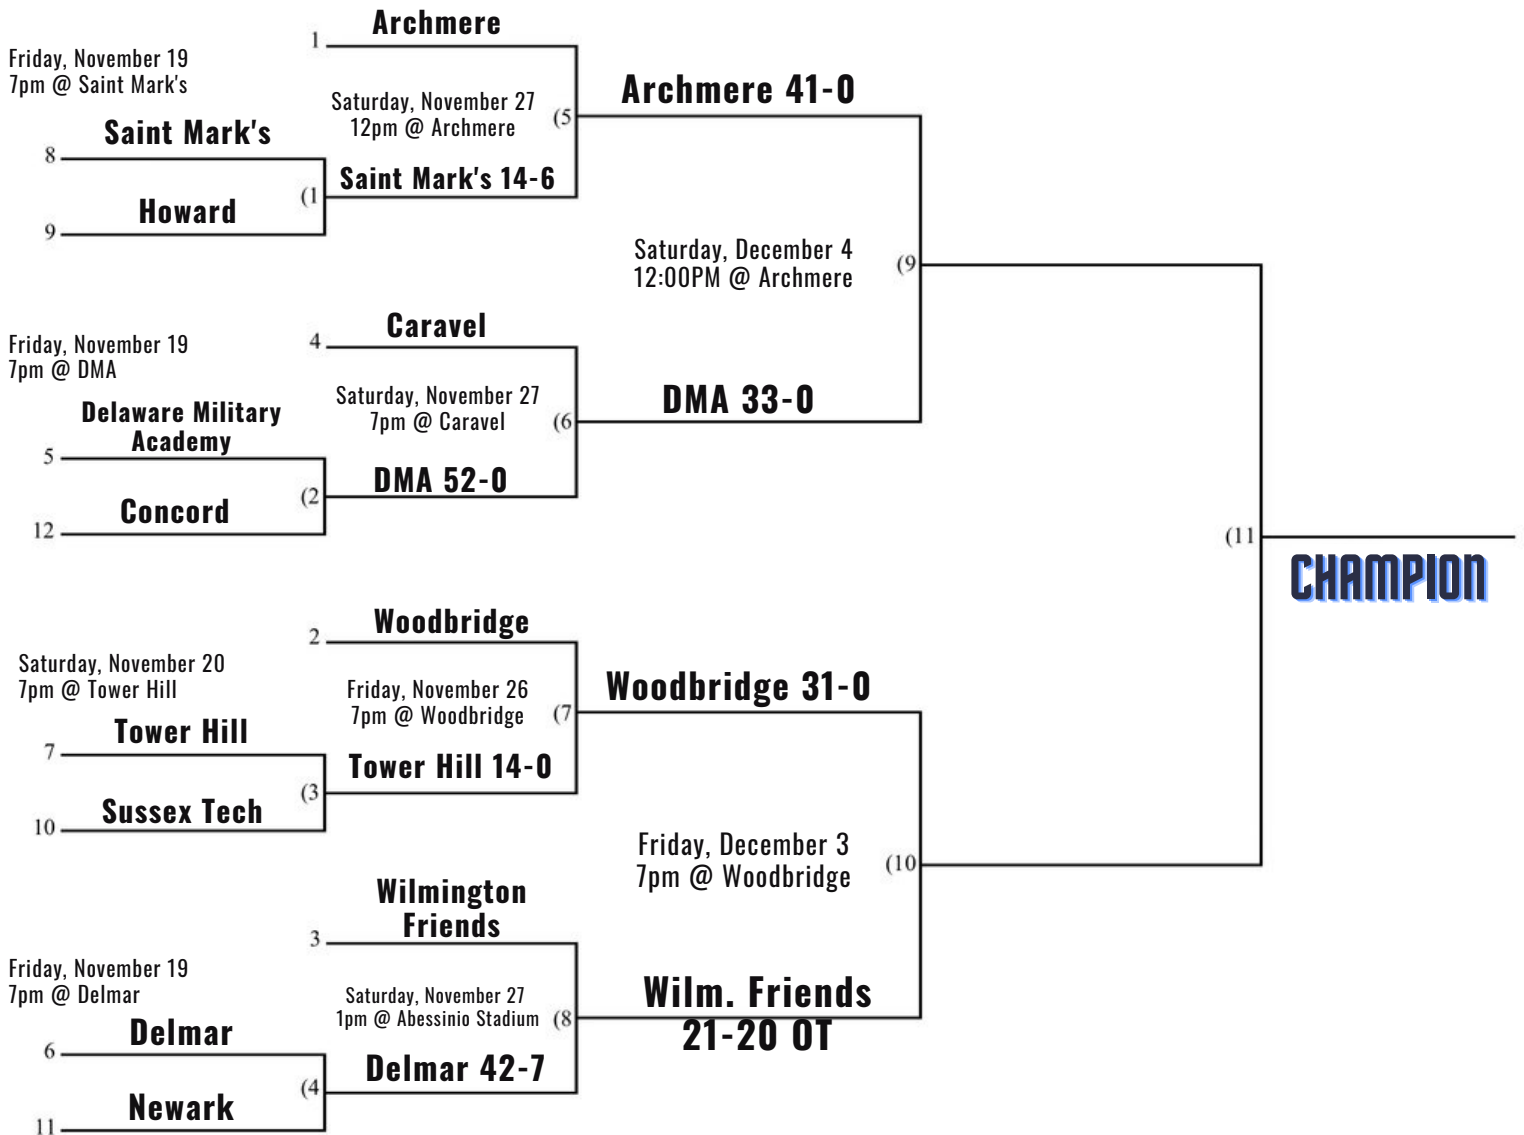 Archmere
1
Friday, November 19
7pm @ Saint Mark's
Archmere 41-0
Saturday, November 27
12pm @ Archmere
(5
Saint Mark's
8
Saint Mark's 14-6
(1
Howard
9
Saturday, December 4
12:00PM @ Archmere
(9
Caravel
4
Friday, November 19
7pm @ DMA
Saturday, November 27
7pm @ Caravel
(6
DMA 33-0
Delaware Military
Academy
5
DMA 52-0
(2
Concord
12
(11
CHAMPION
Woodbridge
2
Saturday, November 20
7pm @ Tower Hill
Woodbridge 31-0
Friday, November 26
7pm @ Woodbridge
(7
Tower Hill
7
Tower Hill 14-0
(3
Sussex Tech
10
Friday, December 3
7pm @ Woodbridge
(10
Wilmington
Friends
3
Friday, November 19
7pm @ Delmar
Saturday, November 27
1pm @ Abessinio Stadium
(8
Wilm. Friends
21-20 OT
Delmar
6
Delmar 42-7
(4
Newark
11